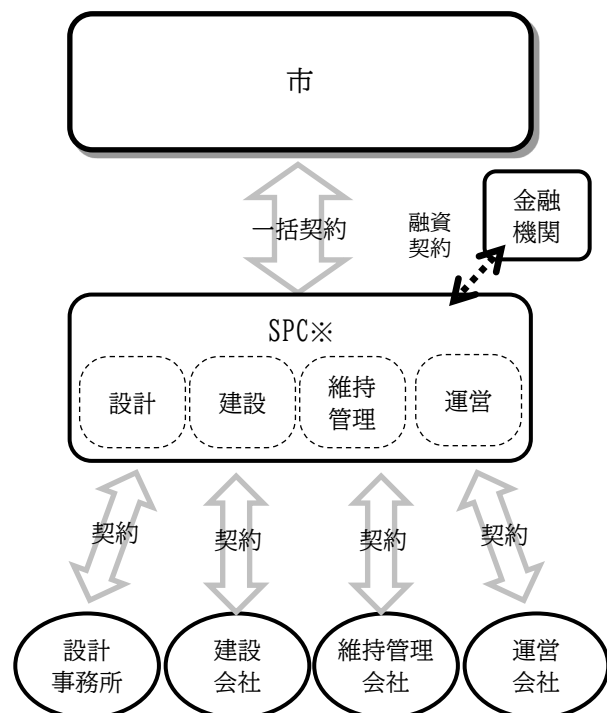 市
一括契約
融資
契約
金融
機関
SPC※
設計
建設
維持
管理
運営
契約
契約
契約
契約
設計
事務所
建設
会社
維持管理
会社
運営
会社